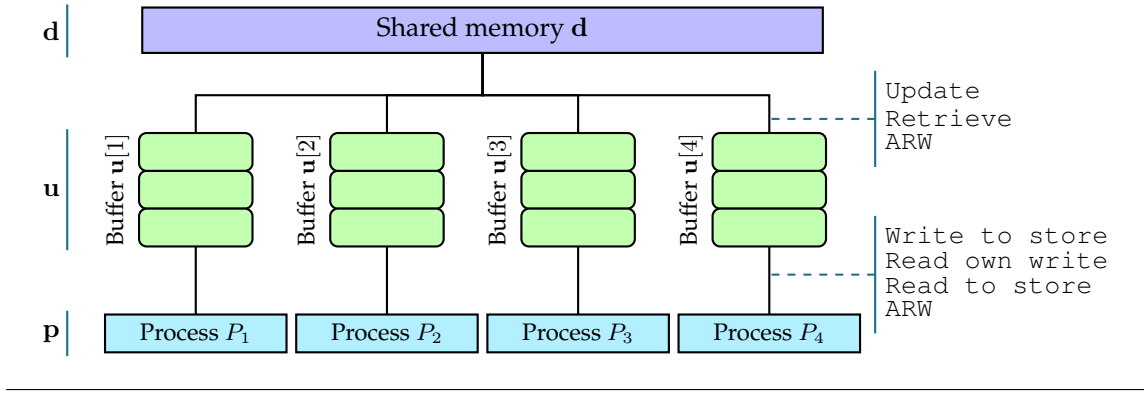 d
Shared memory d
Update
Retrieve
ARW
u
Buffer u[1]
Buffer u[2]
Buffer u[3]
Buffer u[4]
Write to store
Read own write
Read to store
ARW
p
Process P1
Process P2
Process P3
Process P4